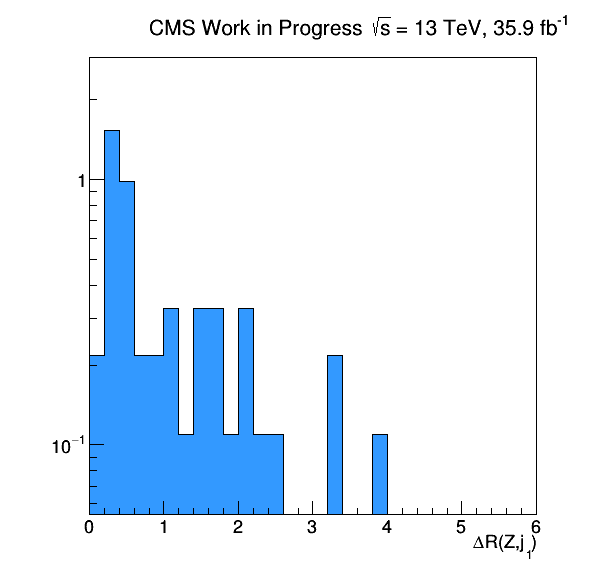 CMS Work in Progress √s = 13 TeV, 35.9 fb⁻¹
1
10⁻¹
0 1 2 3 4 5 6
ΔR(Z,j₁)